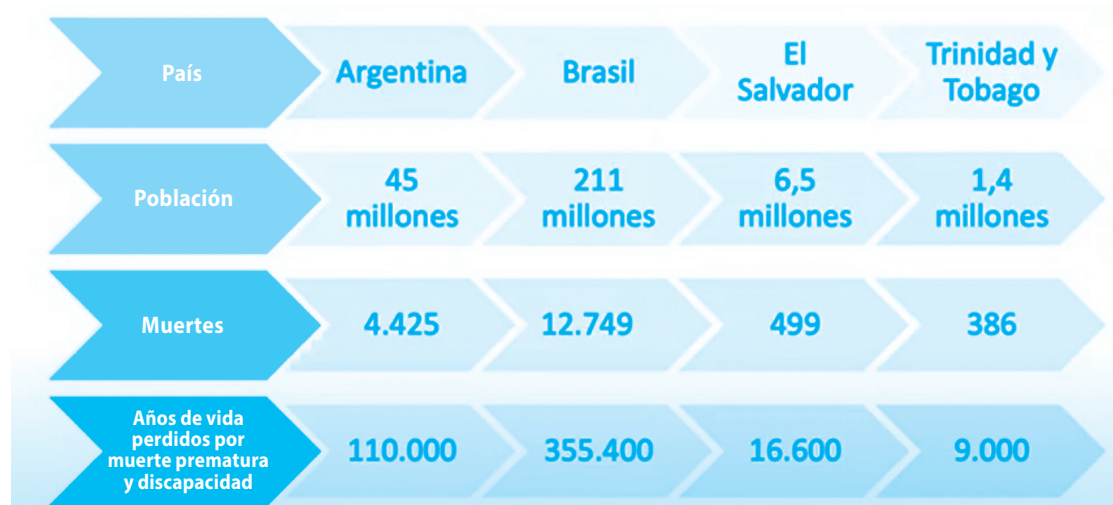 País
Argentina
Brasil
El
Salvador
Trinidad y
Tobago
Población
45
millones
211
millones
6,5
millones
1,4
millones
Muertes
4.425
12.749
499
386
Años de vida
perdidos por
muerte prematura
y discapacidad
110.000
355.400
16.600
9.000